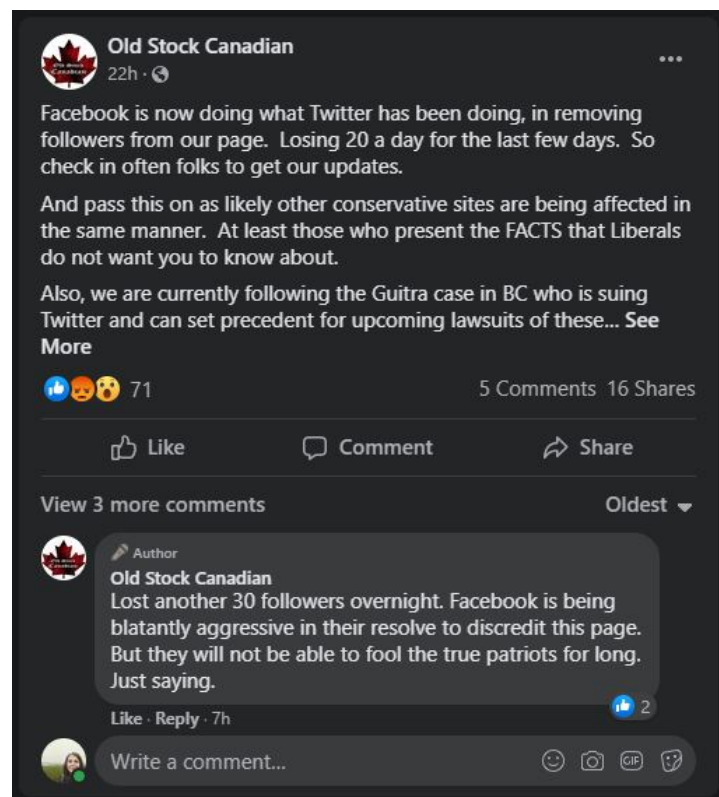 Old Stock Canadian
22h ·
...
Facebook is now doing what Twitter has been doing, in removing
followers from our page. Losing 20 a day for the last few days. So
check in often folks to get our updates.
And pass this on as likely other conservative sites are being affected in
the same manner. At least those who present the FACTS that Liberals
do not want you to know about.
Also, we are currently following the Guitra case in BC who is suing
Twitter and can set precedent for upcoming lawsuits of these... See
More
71
5 Comments 16 Shares
Like Comment Share
View 3 more comments
Oldest
Author
Old Stock Canadian
Lost another 30 followers overnight. Facebook is being
blatantly aggressive in their resolve to discredit this page.
But they will not be able to fool the true patriots for long.
Just saying.
2
Like · Reply · 7h
Write a comment...
GIF